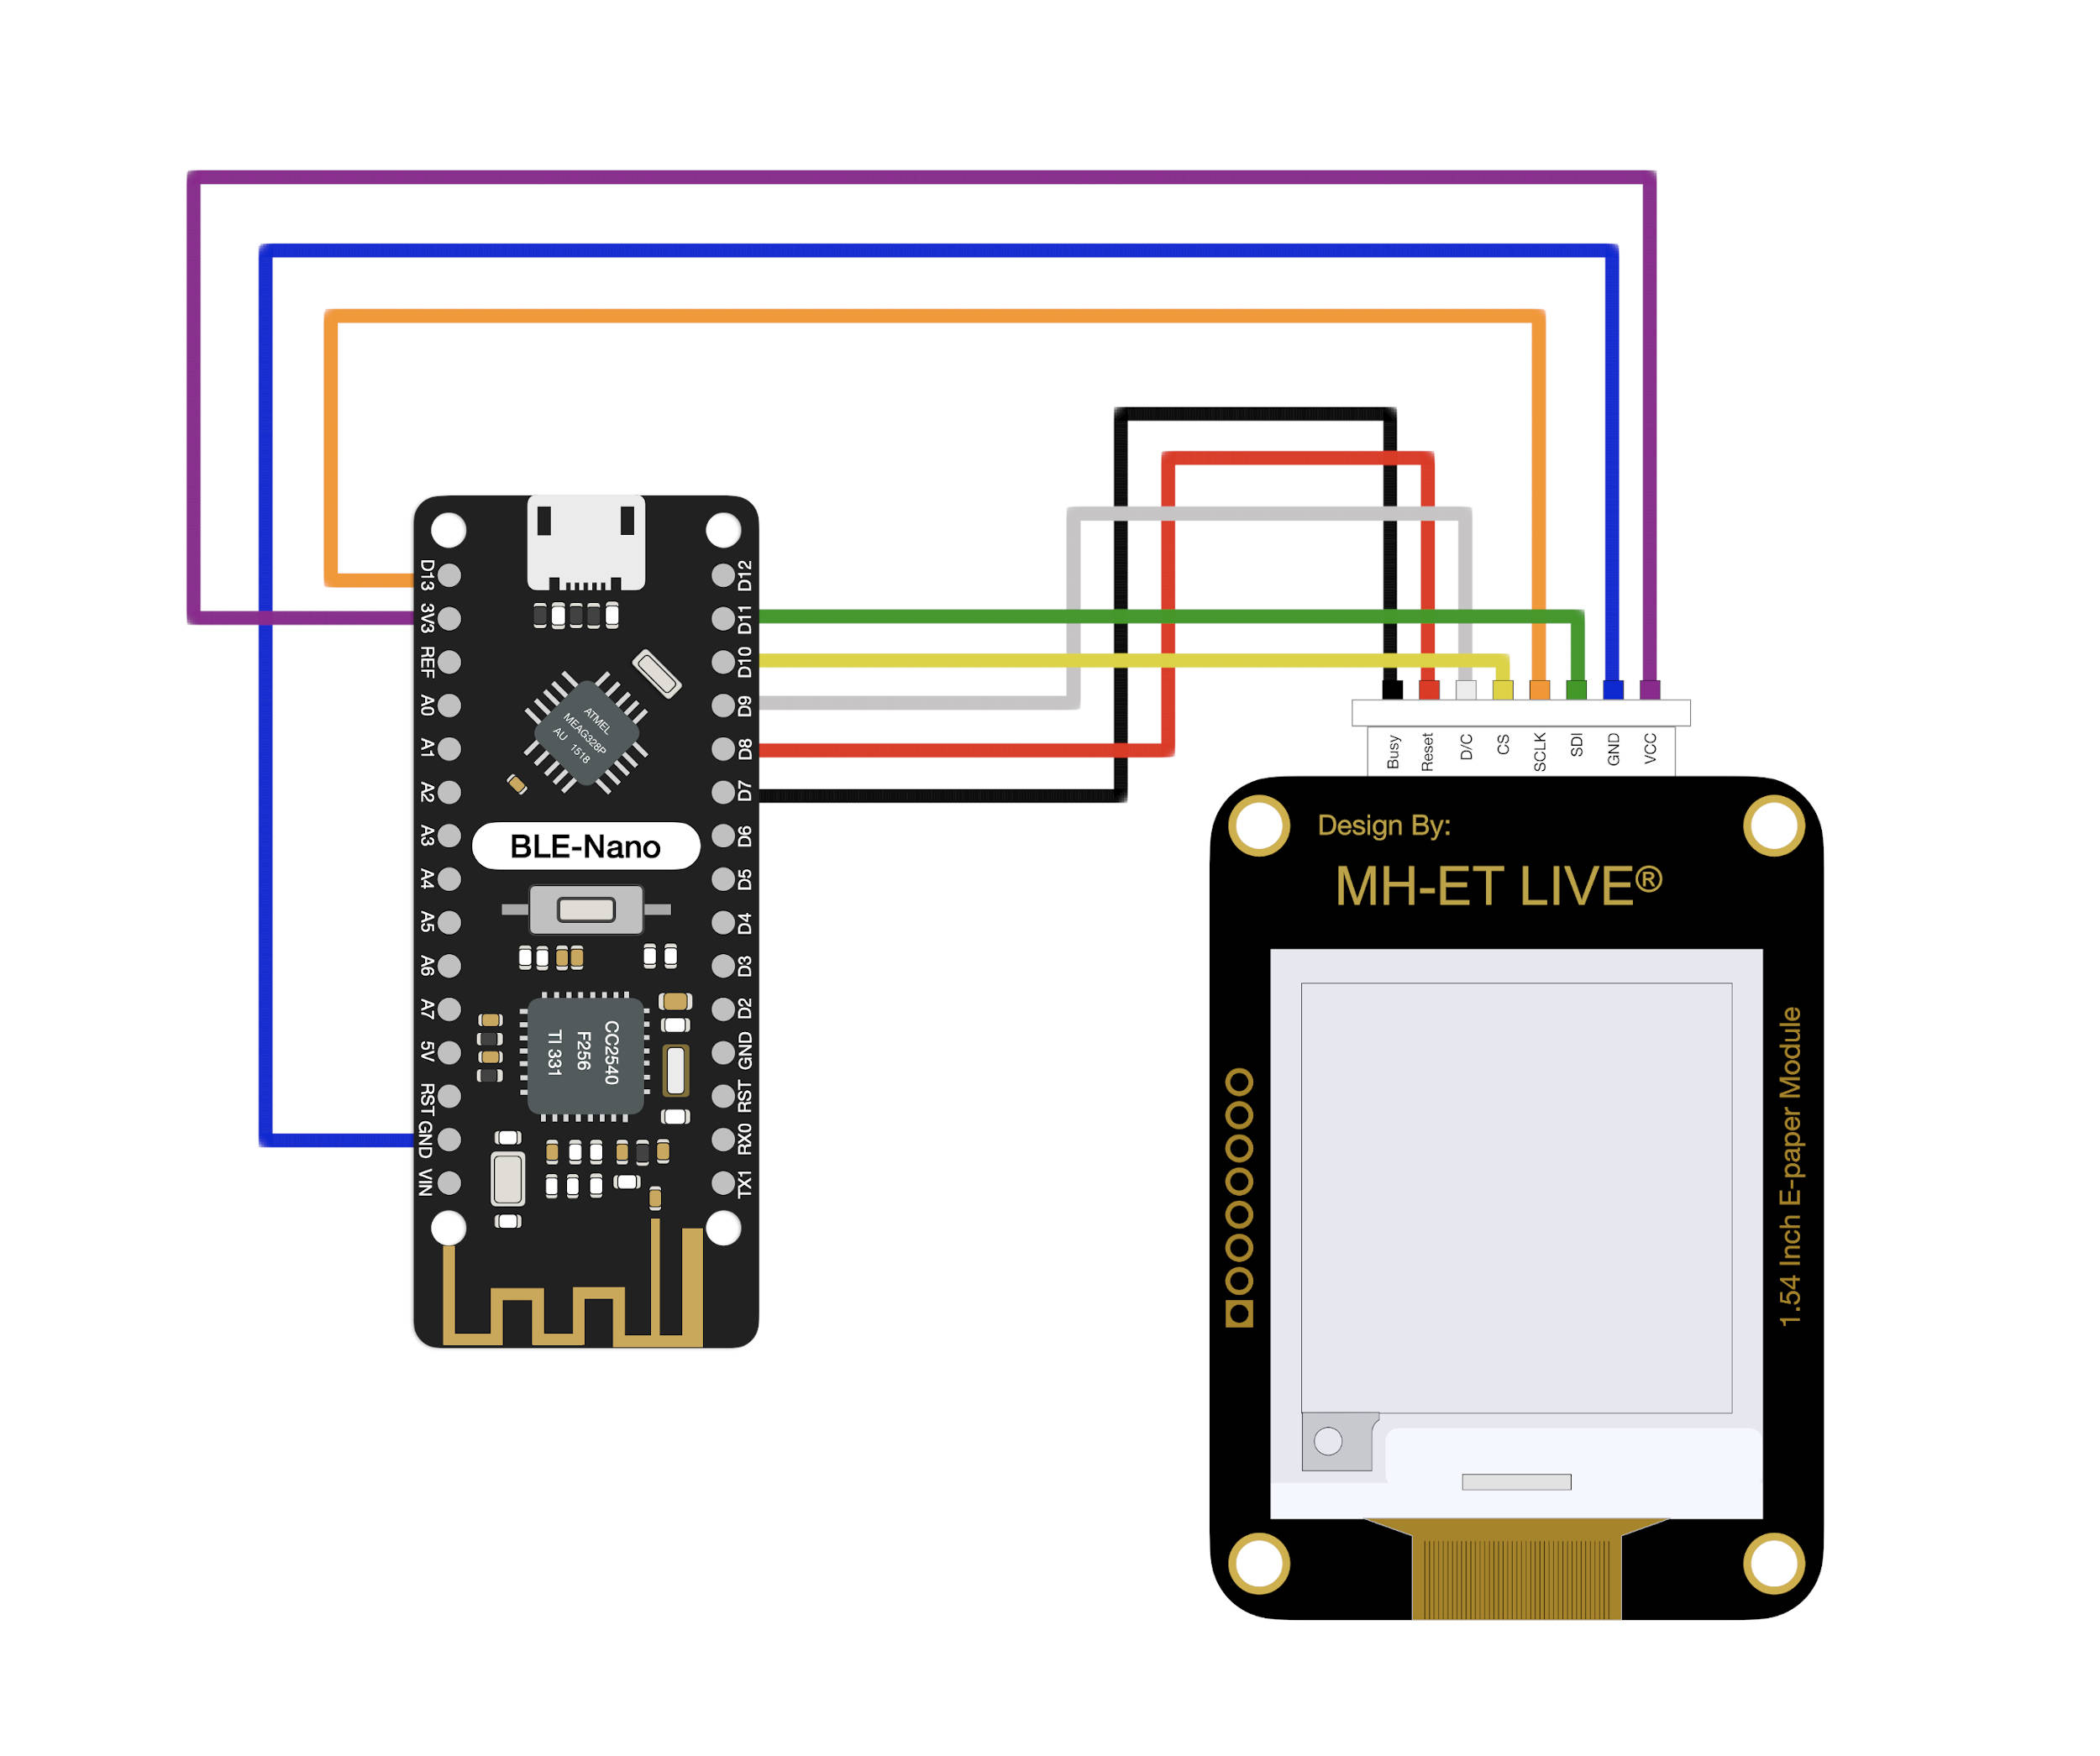 D13
3V3
REF
A0
A1
A2
A3
A4
A5
A6
A7
5V
RST
GND
VIN
D12
D11
D10
D9
D8
D7
D6
D5
D4
D3
D2
GND
RST
RX0
TX1
ATMEL
MEAG328P
AU 1518
BLE-Nano
CC2540
F256
TI 331
Busy
Reset
D/C
CS
SCLK
SDI
GND
VCC
Design By:
MH-ET LIVE®
1.54 Inch E-paper Module